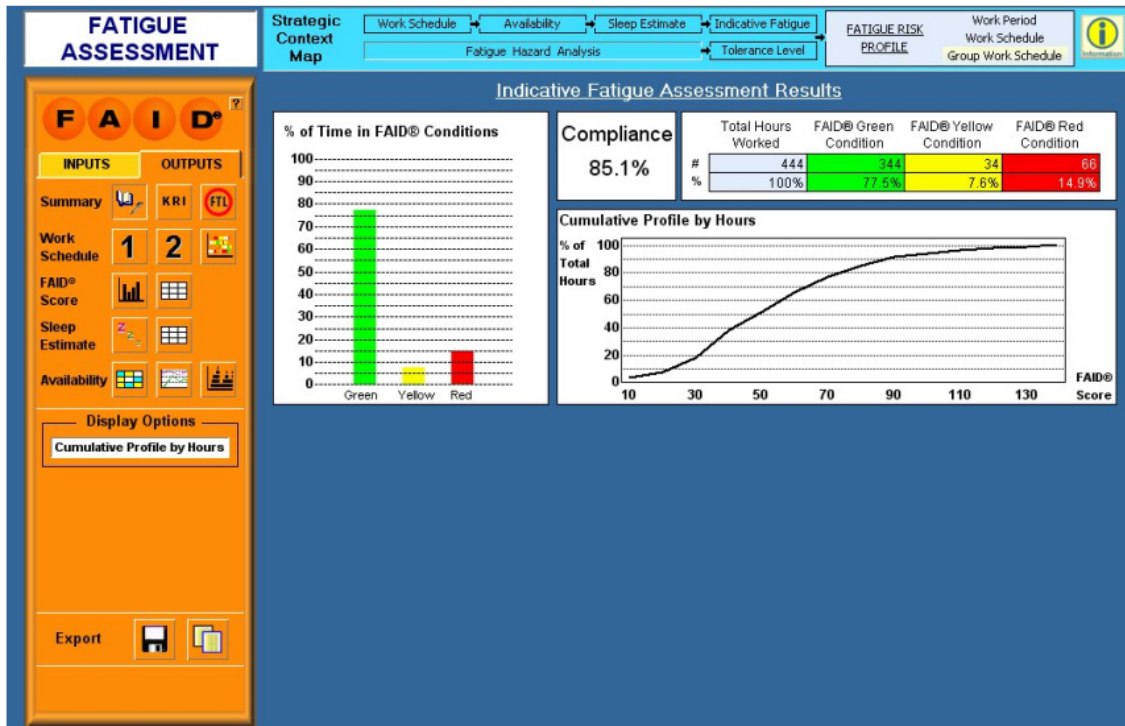 FATIGUE
ASSESSMENT
Strategic
Context
Map
Work Schedule
Availability
Sleep Estimate
Indicative Fatigue
Fatigue Hazard Analysis
Tolerance Level
FATIGUE RISK
PROFILE
Work Period
Work Schedule
Group Work Schedule
i
Information
F A I D®
?
INPUTS OUTPUTS
Summary KRI FTL
Work
Schedule 1 2
FAID®
Score
Sleep
Estimate
Availability
Display Options
Cumulative Profile by Hours
Export
Indicative Fatigue Assessment Results
% of Time in FAID® Conditions
100
90
80
70
60
50
40
30
20
10
0
Green Yellow Red
Compliance
85.1%
Total Hours
Worked
FAID® Green
Condition
FAID® Yellow
Condition
FAID® Red
Condition
# 444 344 34 66
% 100% 77.5% 7.6% 14.9%
Cumulative Profile by Hours
% of
Total
Hours
100
80
60
40
20
0
10 30 50 70 90 110 130
FAID®
Score